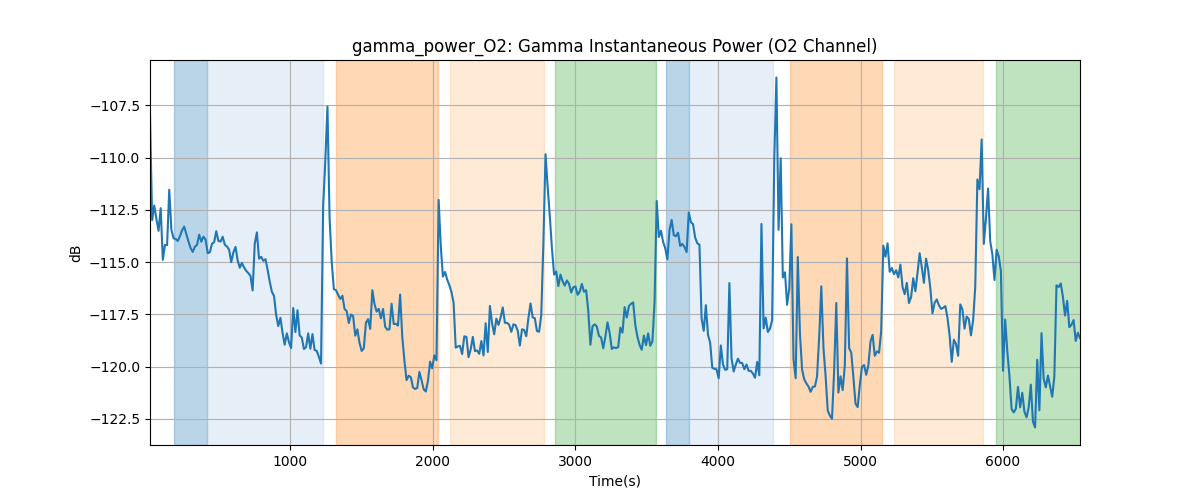 gamma_power_O2: Gamma Instantaneous Power (O2 Channel)
dB
−107.5
−110.0
−112.5
−115.0
−117.5
−120.0
−122.5
1000 2000 3000 4000 5000 6000
Time(s)